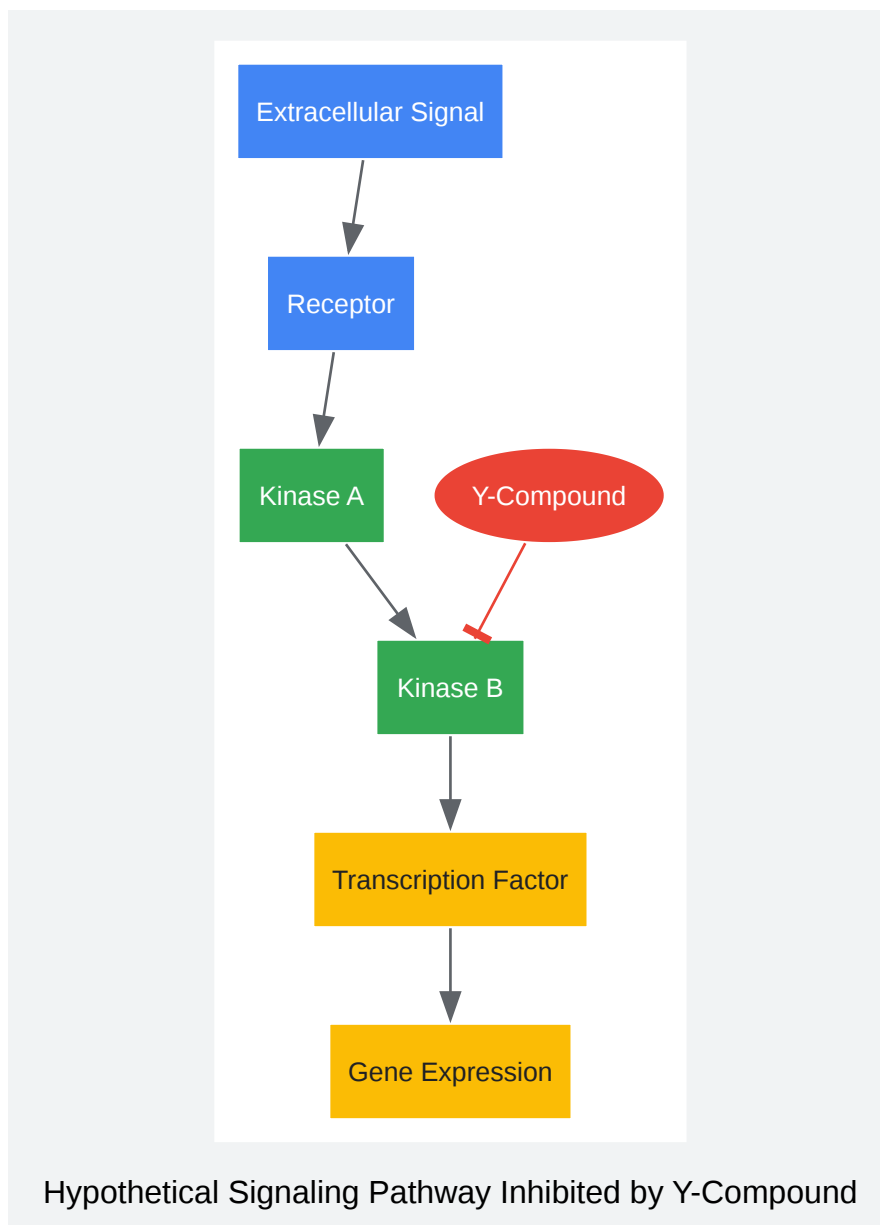 Extracellular Signal
Receptor
Kinase A
Y-Compound
Kinase B
Transcription Factor
Gene Expression
Hypothetical Signaling Pathway Inhibited by Y-Compound